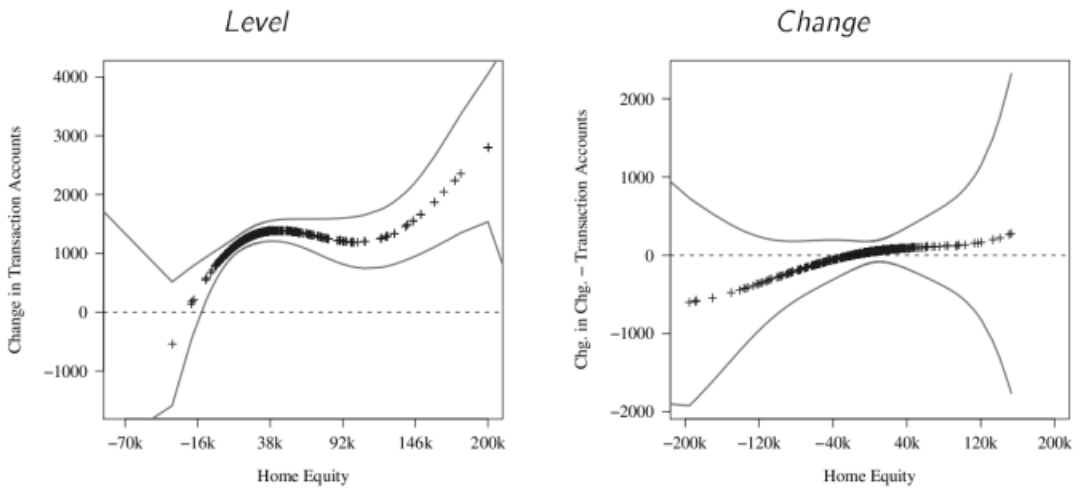 Level
Change in Transaction Accounts
4000
3000
2000
1000
0
−1000
−70k −16k 38k 92k 146k 200k
Home Equity
Change
Chg. in Chg. − Transaction Accounts
2000
1000
0
−1000
−2000
−200k −120k −40k 40k 120k 200k
Home Equity